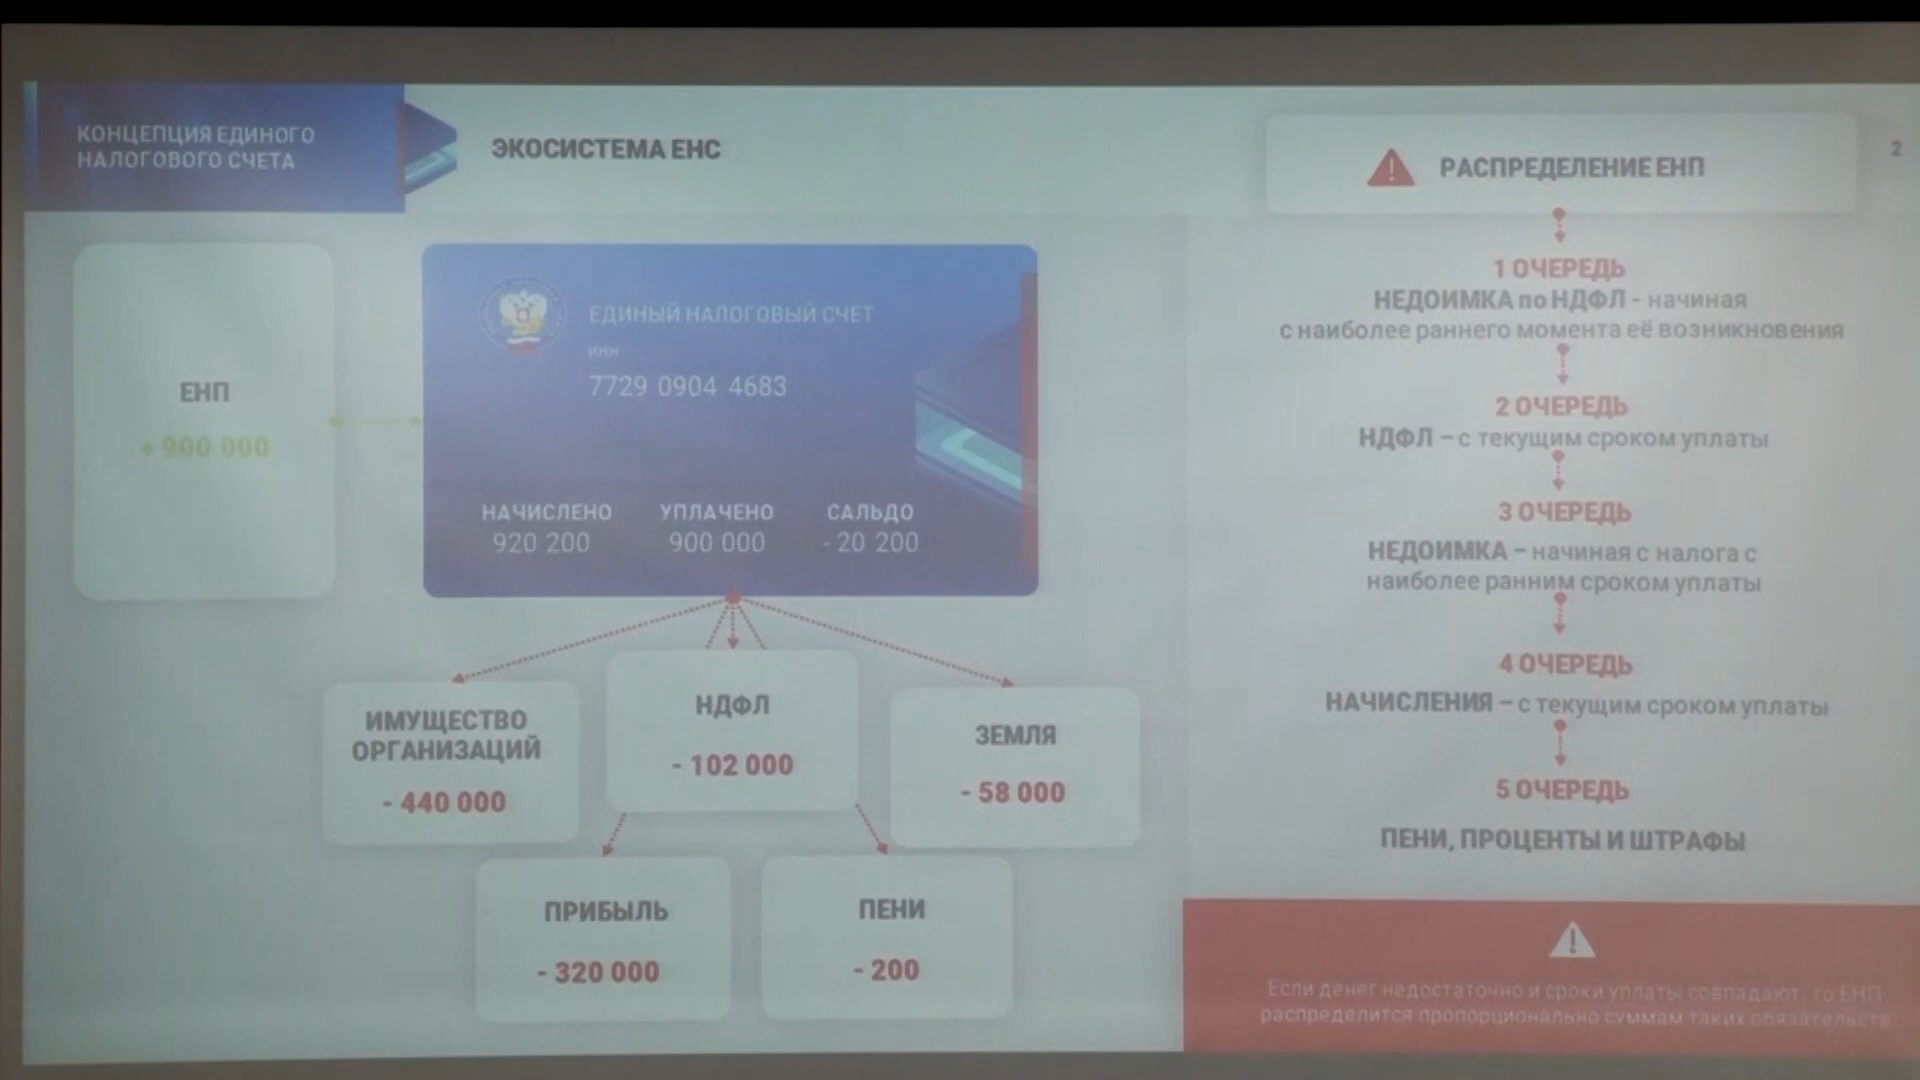 КОНЦЕПЦИЯ ЕДИНОГО
НАЛОГОВОГО СЧЕТА
ЭКОСИСТЕМА ЕНС
2
ЕНП
+ 900 000
ЕДИНЫЙ НАЛОГОВЫЙ СЧЕТ
ИНН
7729 0904 4683
НАЧИСЛЕНО УПЛАЧЕНО САЛЬДО
920 200 900 000 - 20 200
ИМУЩЕСТВО
ОРГАНИЗАЦИЙ
- 440 000
НДФЛ
- 102 000
ЗЕМЛЯ
- 58 000
ПРИБЫЛЬ
- 320 000
ПЕНИ
- 200
РАСПРЕДЕЛЕНИЕ ЕНП
1 ОЧЕРЕДЬ
НЕДОИМКА по НДФЛ - начиная
с наиболее раннего момента её возникновения
2 ОЧЕРЕДЬ
НДФЛ – с текущим сроком уплаты
3 ОЧЕРЕДЬ
НЕДОИМКА – начиная с налога с
наиболее ранним сроком уплаты
4 ОЧЕРЕДЬ
НАЧИСЛЕНИЯ – с текущим сроком уплаты
5 ОЧЕРЕДЬ
ПЕНИ, ПРОЦЕНТЫ И ШТРАФЫ
Если денег недостаточно и сроки уплаты совпадают, то ЕНП
распределится пропорционально суммам таких обязательств